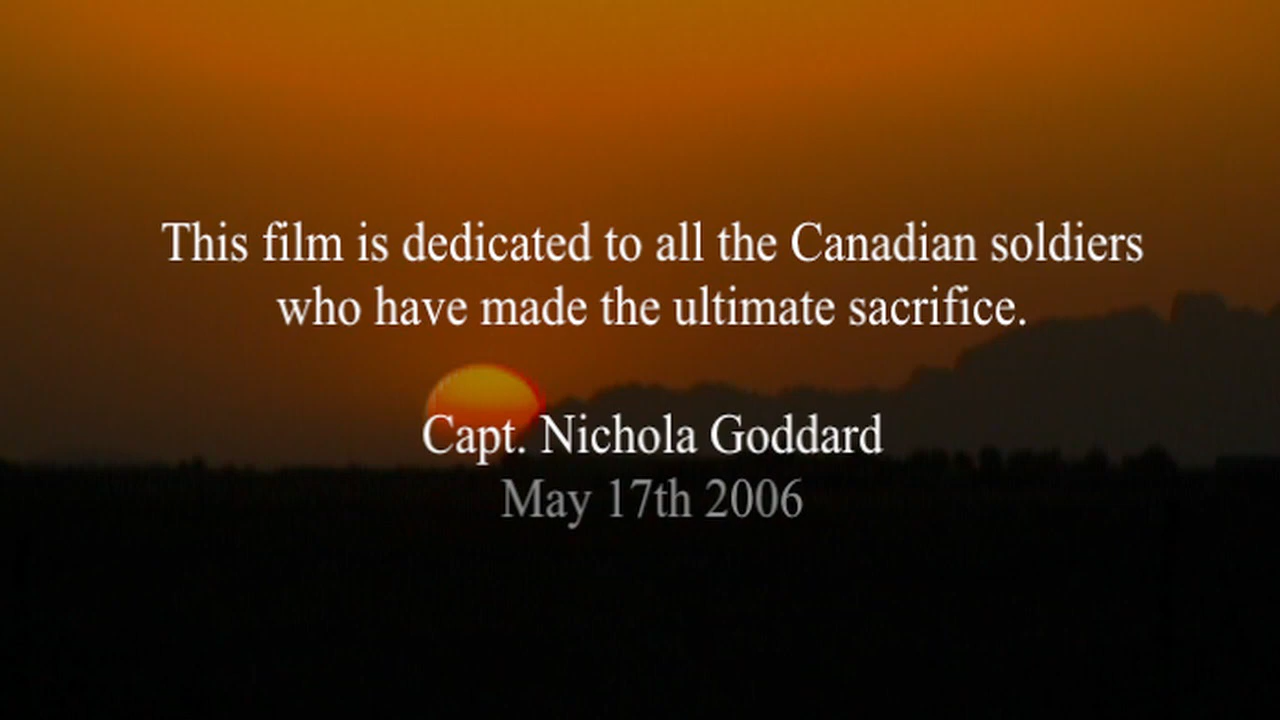 This film is dedicated to all the Canadian soldiers
who have made the ultimate sacrifice.
Capt. Nichola Goddard
May 17th 2006